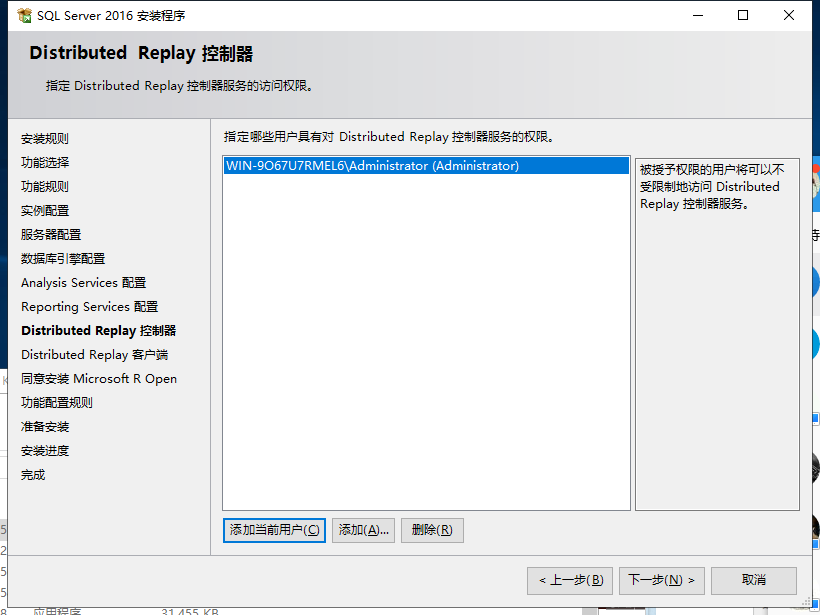 SQL Server 2016 安装程序
Distributed Replay 控制器
指定 Distributed Replay 控制器服务的访问权限。
安装规则
功能选择
功能规则
实例配置
服务器配置
数据库引擎配置
Analysis Services 配置
Reporting Services 配置
Distributed Replay 控制器
Distributed Replay 客户端
同意安装 Microsoft R Open
功能配置规则
准备安装
安装进度
完成
指定哪些用户具有对 Distributed Replay 控制器服务的权限。
WIN-9O67U7RMEL6\Administrator (Administrator)
被授予权限的用户将可以不
受限制地访问 Distributed
Replay 控制器服务。
添加当前用户(C)
添加(A)...
删除(R)
< 上一步(B)
下一步(N) >
取消
应用程序
31,455 KB